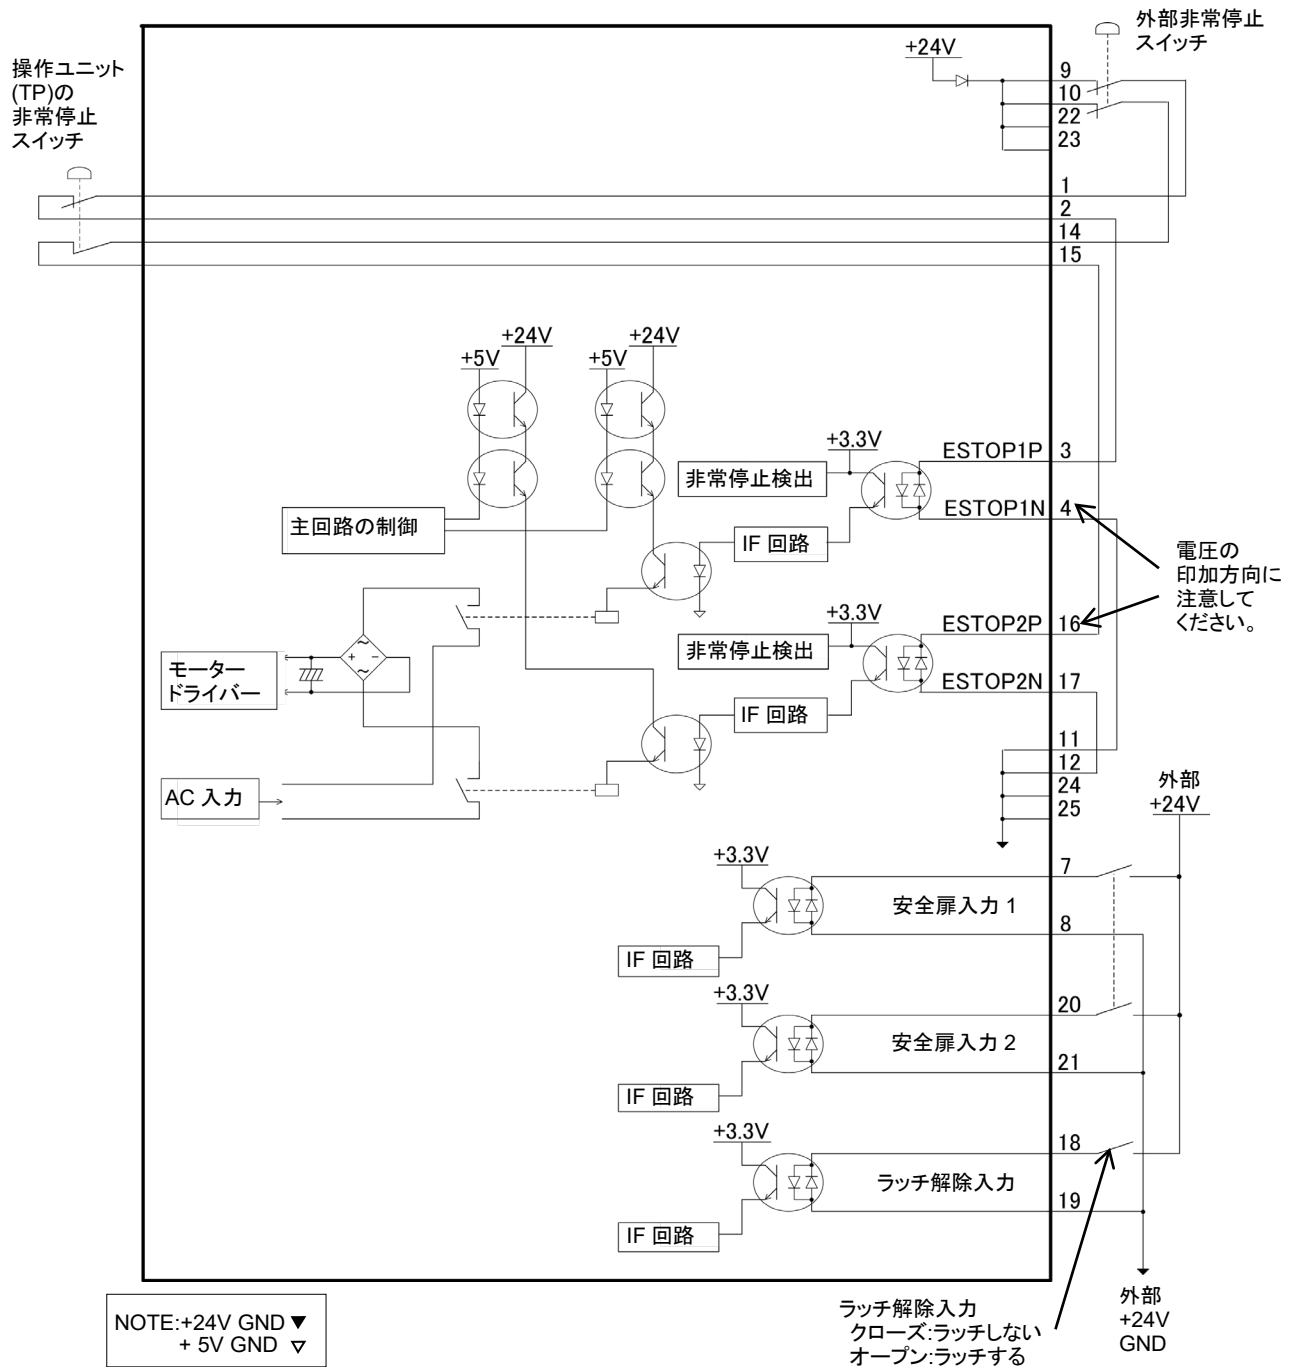 外部非常停止
スイッチ
+24V
操作ユニット
(TP)の
非常停止
スイッチ
9
10
22
23
1
2
14
15
+24V
+24V
+5V
+5V
+3.3V
ESTOP1P
3
非常停止検出
ESTOP1N
4
主回路の制御
IF 回路
電圧の
印加方向に
注意して
ください。
+3.3V
ESTOP2P
16
非常停止検出
モーター
ドライバー
ESTOP2N
17
IF 回路
11
12
24
25
AC 入力
外部
+24V
+3.3V
7
安全扉入力 1
8
IF 回路
+3.3V
20
安全扉入力 2
21
IF 回路
+3.3V
18
ラッチ解除入力
19
IF 回路
NOTE:+24V GND ▼
+ 5V GND ▽
ラッチ解除入力
クローズ:ラッチしない
オープン:ラッチする
外部
+24V
GND